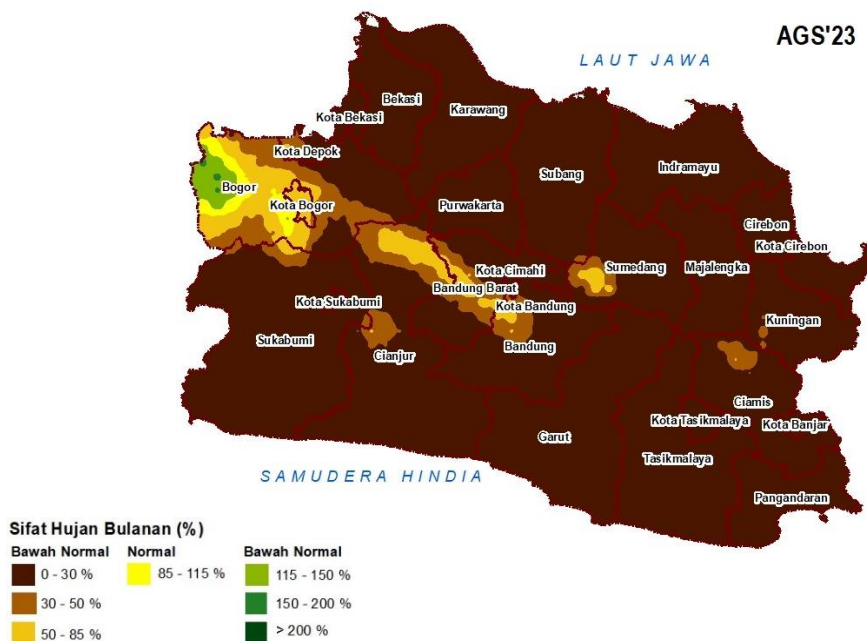 AGS'23
LAUT JAWA
Bekasi
Kota Bekasi
Karawang
Kota Depok
Subang
Indramayu
Bogor
Kota Bogor
Purwakarta
Cirebon
Kota Cirebon
Kota Cimahi
Sumedang
Majalengka
Bandung Barat
Kota Sukabumi
Kota Bandung
Kuningan
Sukabumi
Cianjur
Bandung
Ciamis
Kota Tasikmalaya
Kota Banjar
Garut
Tasikmalaya
SAMUDERA HINDIA
Pangandaran
Sifat Hujan Bulanan (%)
Bawah Normal
0 - 30 %
30 - 50 %
50 - 85 %
Normal
85 - 115 %
Bawah Normal
115 - 150 %
150 - 200 %
> 200 %